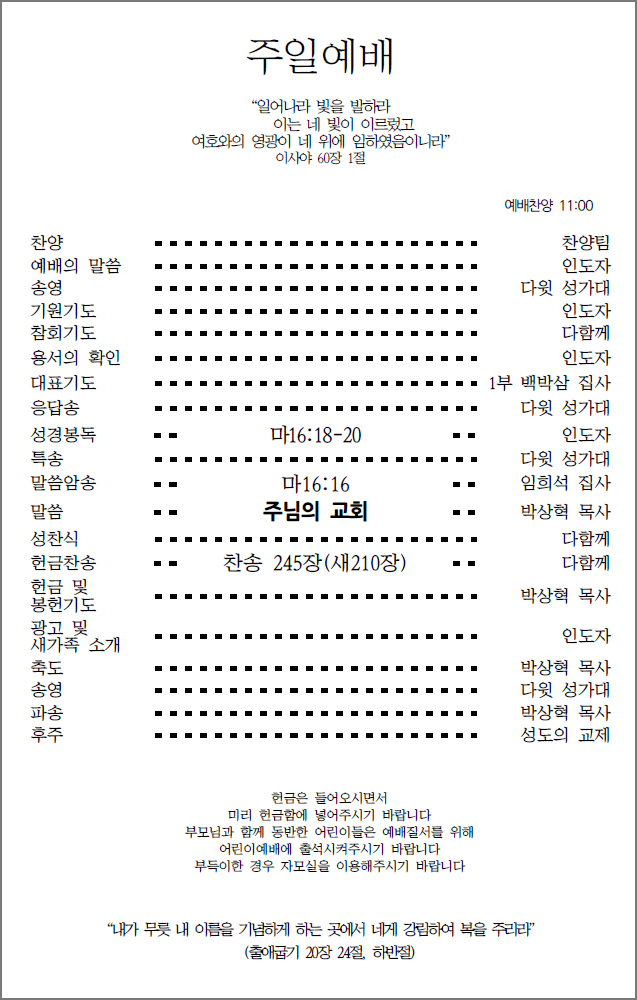 주일예배
“일어나라 빛을 발하라
이는 네 빛이 이르렀고
여호와의 영광이 네 위에 임하였음이니라”
이사야 60장 1절
예배찬양 11:00
찬양 찬양팀
예배의 말씀 인도자
송영 다윗 성가대
기원기도 인도자
참회기도 다함께
용서의 확인 인도자
대표기도 1부 백박삼 집사
응답송 다윗 성가대
성경봉독 마16:18-20 인도자
특송 다윗 성가대
말씀암송 마16:16 임희석 집사
말씀 주님의 교회 박상혁 목사
성찬식 다함께
헌금찬송 찬송 245장(새210장) 다함께
헌금 및
봉헌기도 박상혁 목사
광고 및
새가족 소개 인도자
축도 박상혁 목사
송영 다윗 성가대
파송 박상혁 목사
후주 성도의 교제
헌금은 들어오시면서
미리 헌금함에 넣어주시기 바랍니다
부모님과 함께 동반한 어린이들은 예배질서를 위해
어린이예배에 출석시켜주시기 바랍니다
부득이한 경우 자모실을 이용해주시기 바랍니다
“내가 무릇 내 이름을 기념하게 하는 곳에서 네게 강림하여 복을 주리라”
(출애굽기 20장 24절, 하반절)